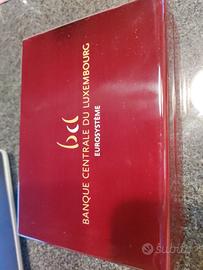 bcl
BANQUE CENTRALE DU LUXEMBOURG
EUROSYSTÈME
subito